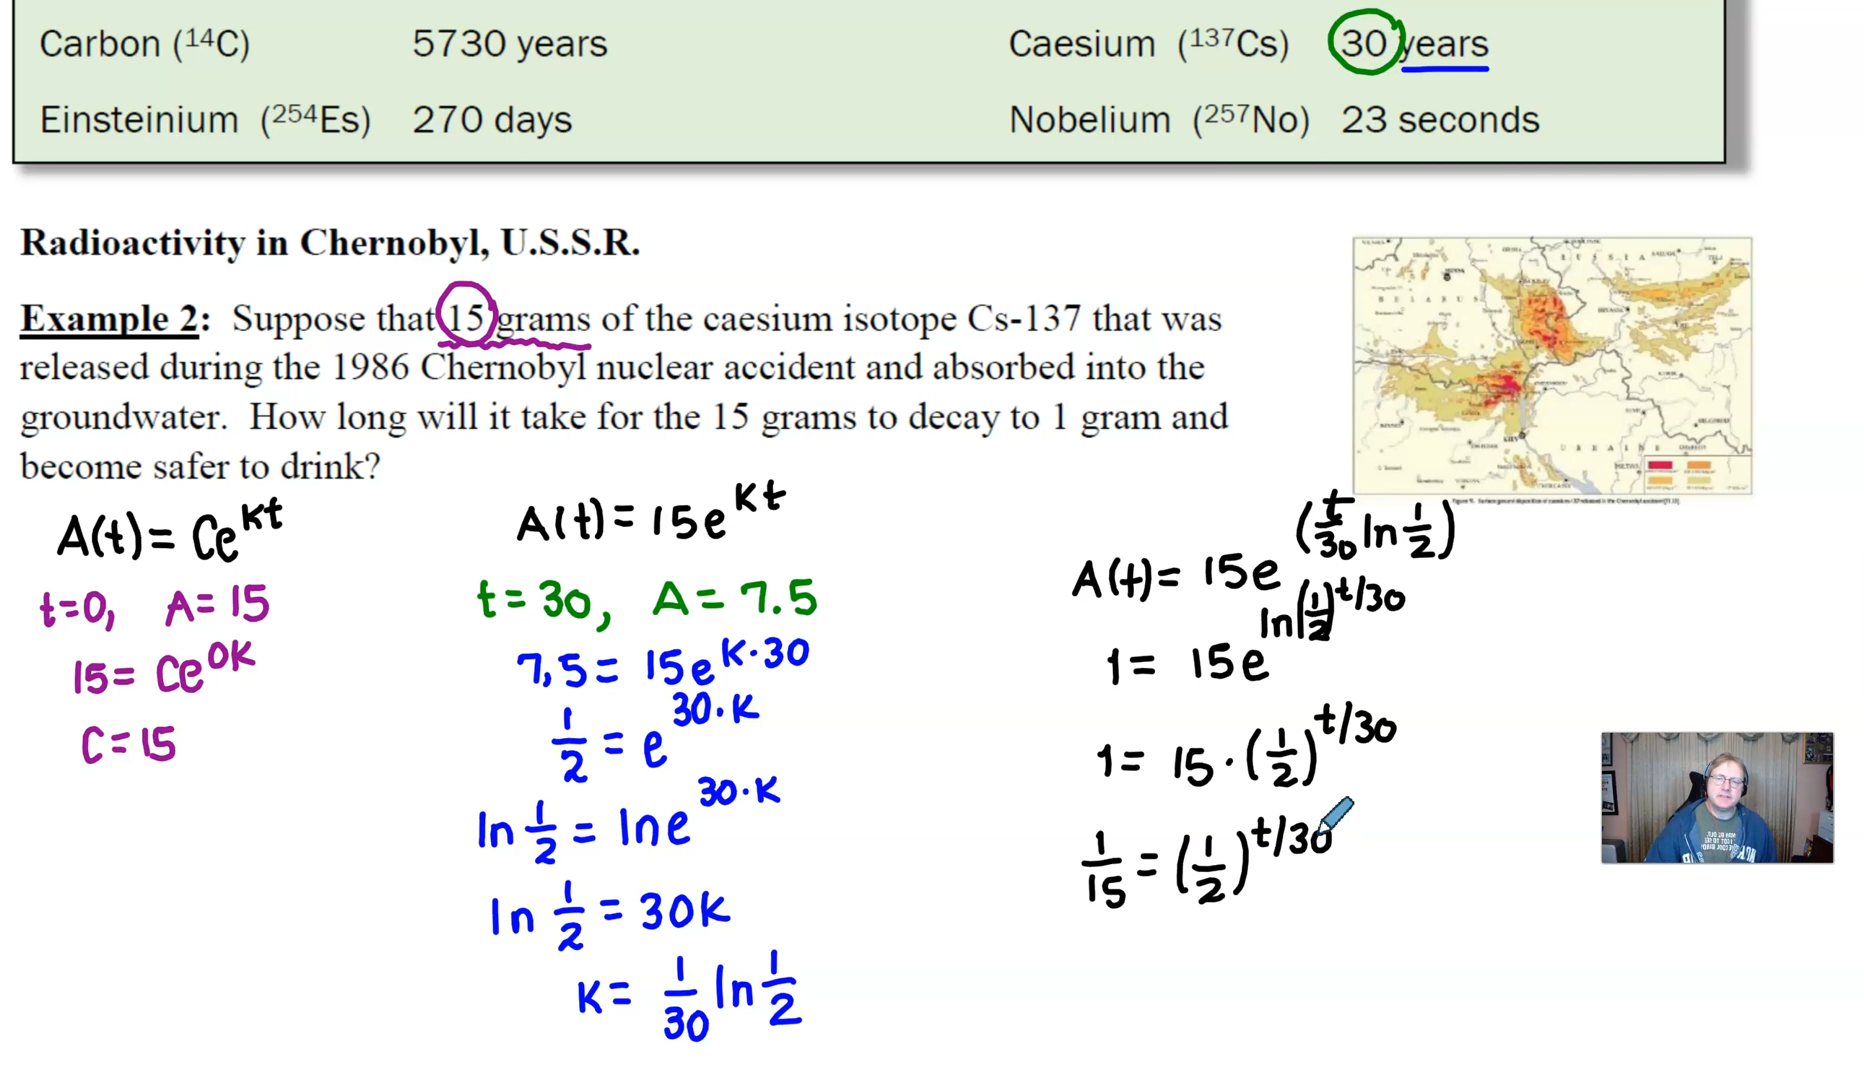 Carbon (¹⁴C) 5730 years Caesium (¹³⁷Cs) 30 years
Einsteinium (²⁵⁴Es) 270 days Nobelium (²⁵⁷No) 23 seconds
Radioactivity in Chernobyl, U.S.S.R.
Example 2: Suppose that 15 grams of the caesium isotope Cs-137 that was
released during the 1986 Chernobyl nuclear accident and absorbed into the
groundwater. How long will it take for the 15 grams to decay to 1 gram and
become safer to drink?
A(t) = Ce^kt
t=0, A=15
15= Ce^0k
C=15
A(t) = 15e^kt
t=30, A=7.5
7.5= 15e^k·30
1/2 = e^30·k
ln 1/2 = ln e^30·k
ln 1/2 = 30k
k= 1/30 ln 1/2
A(t) = 15e^(t/30 ln 1/2)
1= 15e^ln(1/2)^t/30
1= 15·(1/2)^t/30
1/15 = (1/2)^t/30
BELARUS
RUSSIA
UKRAINE